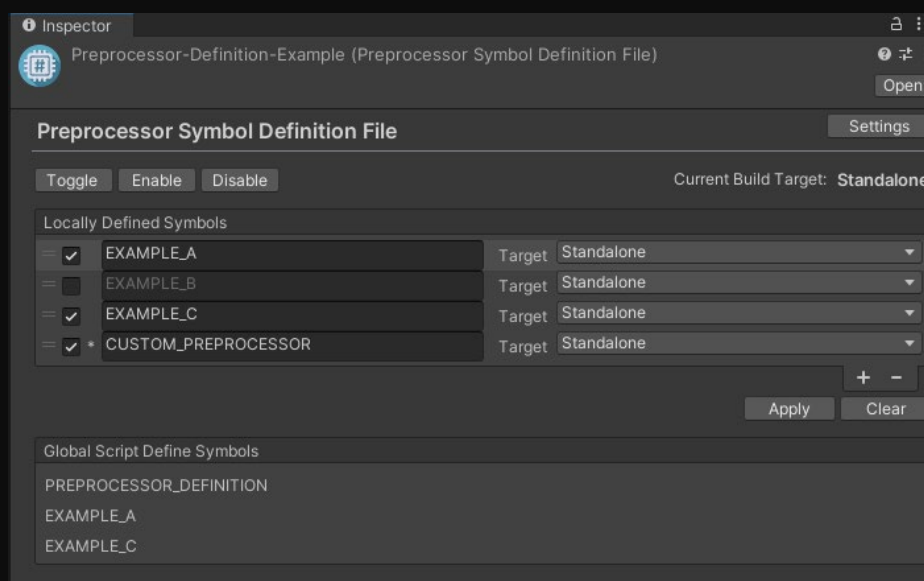 Inspector
Preprocessor-Definition-Example (Preprocessor Symbol Definition File)
Open
Preprocessor Symbol Definition File
Settings
Toggle Enable Disable Current Build Target: Standalone
Locally Defined Symbols
EXAMPLE_A Target Standalone
EXAMPLE_B Target Standalone
EXAMPLE_C Target Standalone
* CUSTOM_PREPROCESSOR Target Standalone
+ −
Apply Clear
Global Script Define Symbols
PREPROCESSOR_DEFINITION
EXAMPLE_A
EXAMPLE_C